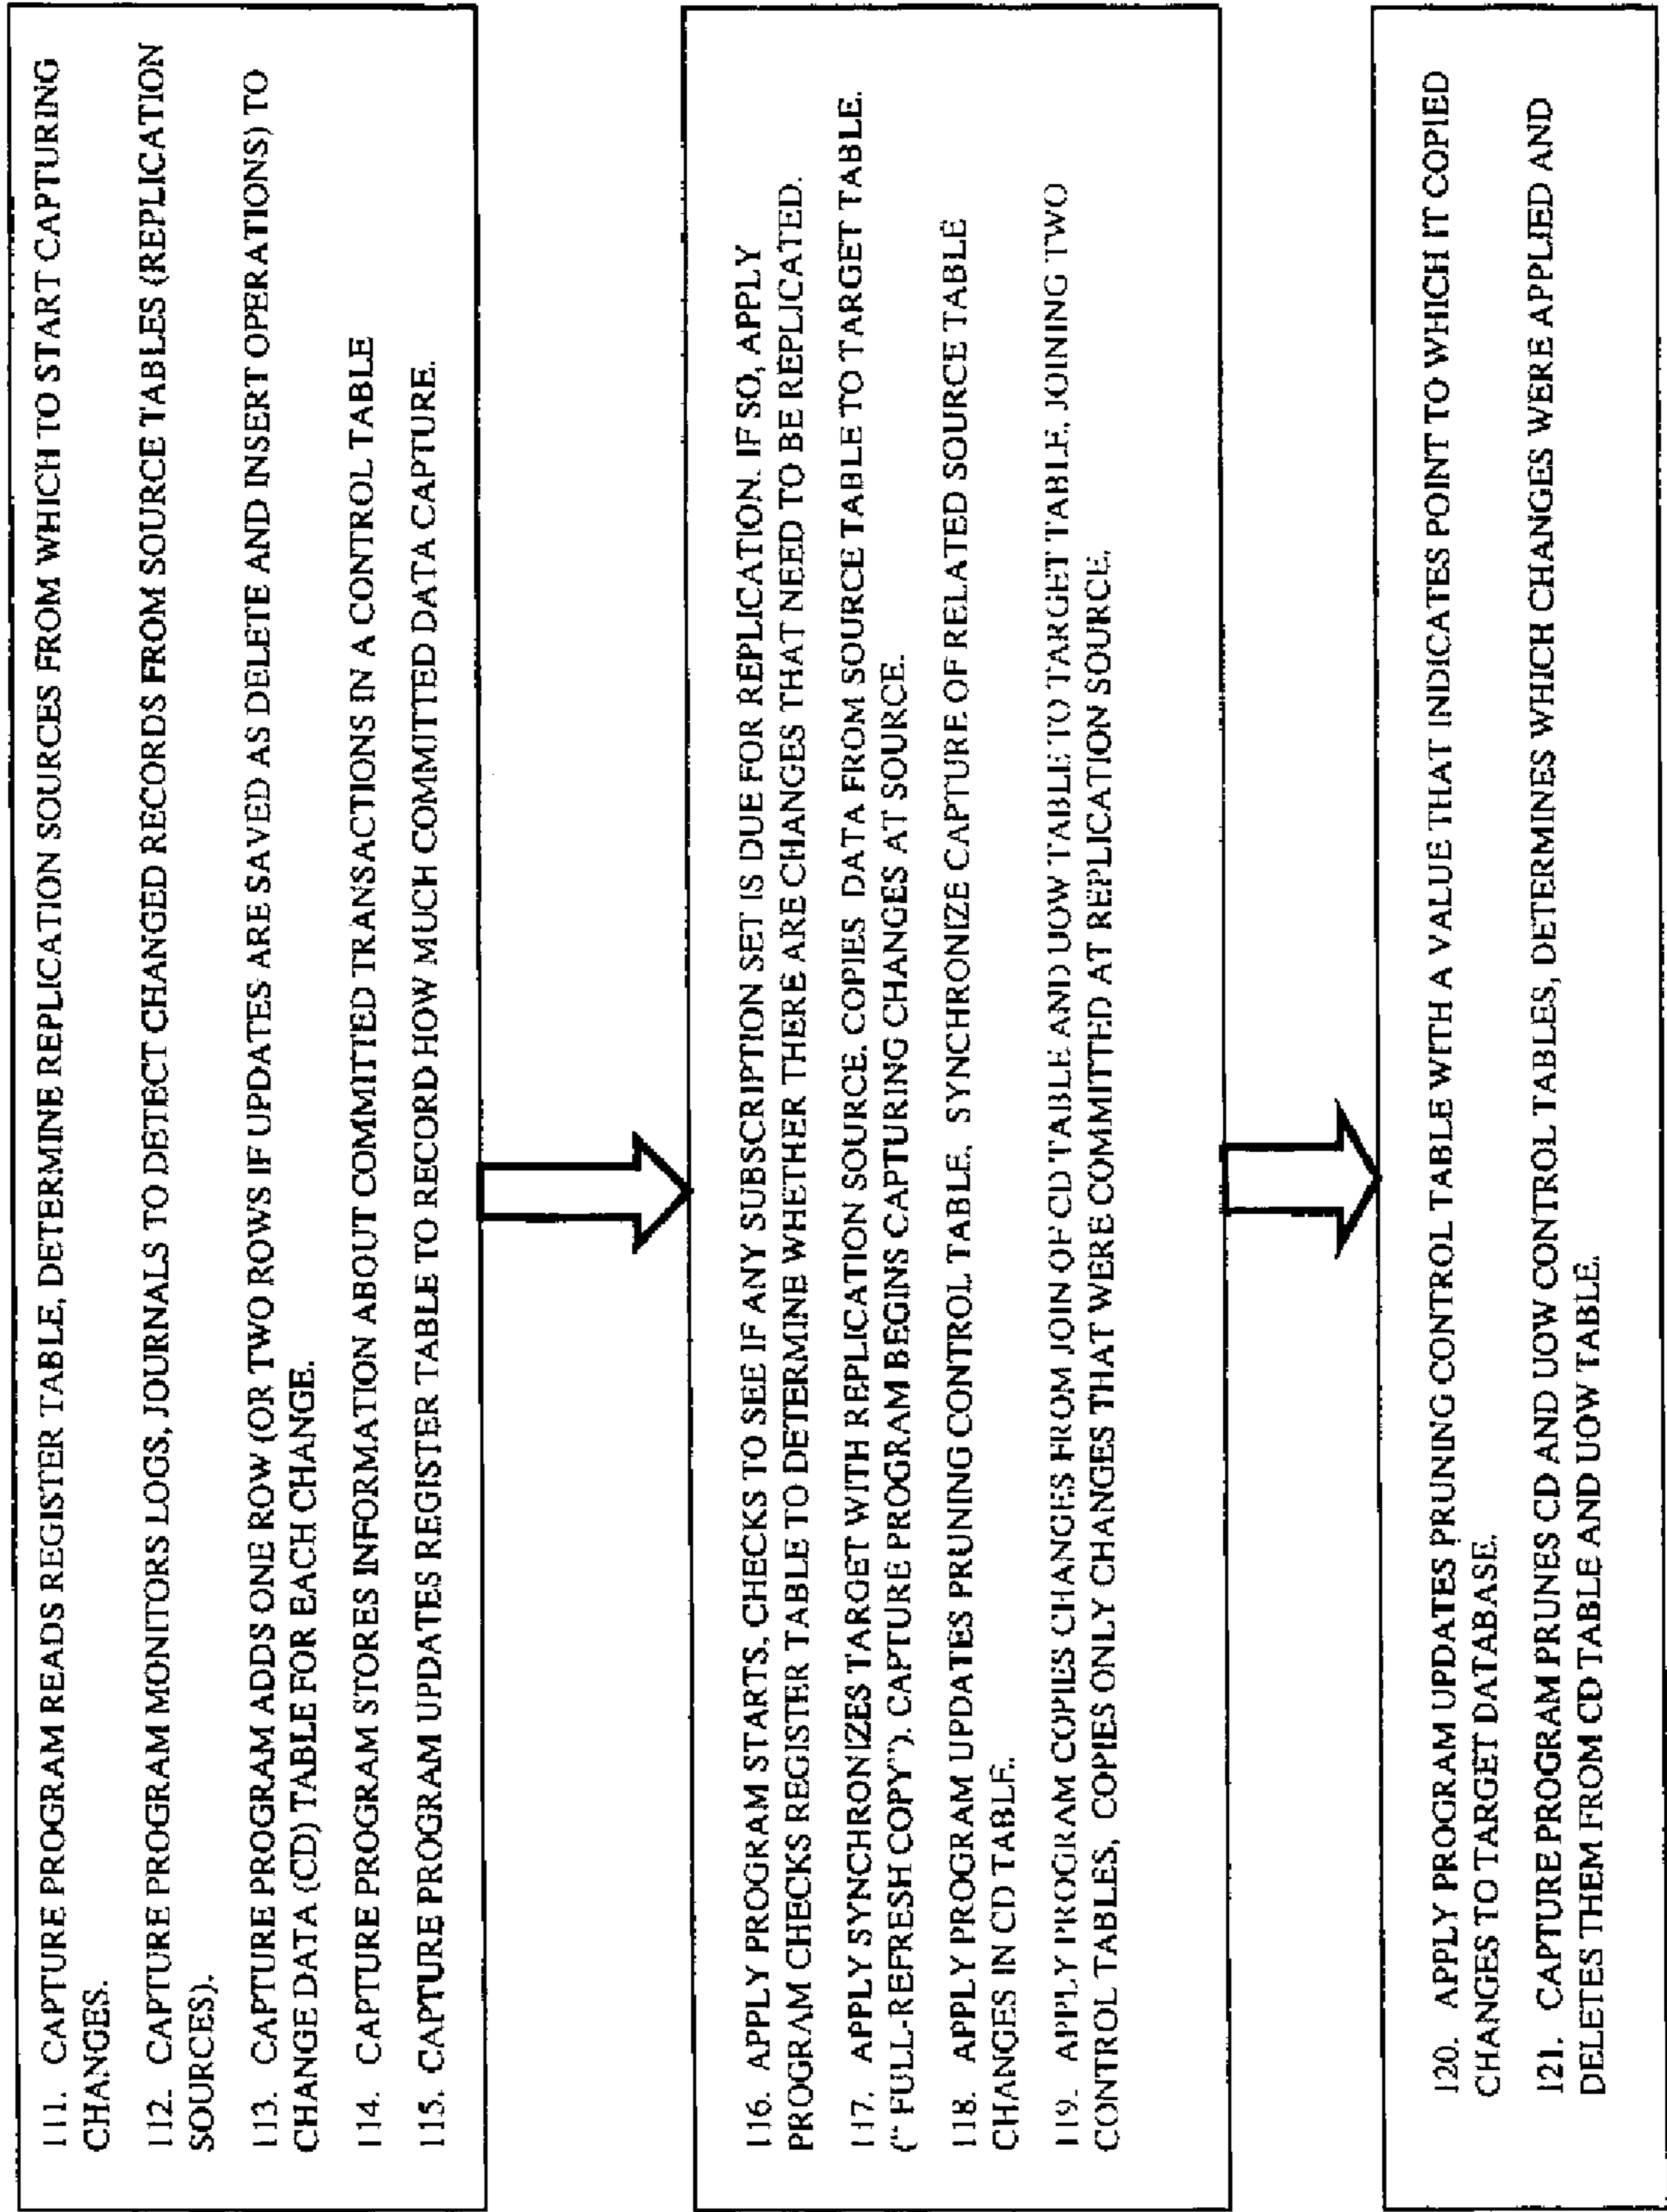 111. CAPTURE PROGRAM READS REGISTER TABLE, DETERMINE REPLICATION SOURCES FROM WHICH TO START CAPTURING
CHANGES.
112. CAPTURE PROGRAM MONITORS LOGS, JOURNALS TO DETECT CHANGED RECORDS FROM SOURCE TABLES (REPLICATION
SOURCES).
113. CAPTURE PROGRAM ADDS ONE ROW (OR TWO ROWS IF UPDATES ARE SAVED AS DELETE AND INSERT OPERATIONS) TO
CHANGE DATA (CD) TABLE FOR EACH CHANGE.
114. CAPTURE PROGRAM STORES INFORMATION ABOUT COMMITTED TRANSACTIONS IN A CONTROL TABLE
115. CAPTURE PROGRAM UPDATES REGISTER TABLE TO RECORD HOW MUCH COMMITTED DATA CAPTURE.
116. APPLY PROGRAM STARTS, CHECKS TO SEE IF ANY SUBSCRIPTION SET IS DUE FOR REPLICATION. IF SO, APPLY
PROGRAM CHECKS REGISTER TABLE TO DETERMINE WHETHER THERE ARE CHANGES THAT NEED TO BE REPLICATED.
117. APPLY SYNCHRONIZES TARGET WITH REPLICATION SOURCE. COPIES DATA FROM SOURCE TABLE TO TARGET TABLE.
(" FULL-REFRESH COPY"). CAPTURE PROGRAM BEGINS CAPTURING CHANGES AT SOURCE.
118. APPLY PROGRAM UPDATES PRUNING CONTROL TABLE, SYNCHRONIZE CAPTURE OF RELATED SOURCE TABLE
CHANGES IN CD TABLE.
119. APPLY PROGRAM COPIES CHANGES FROM JOIN OF CD TABLE AND UOW TABLE TO TARGET TABLE, JOINING TWO
CONTROL TABLES, COPIES ONLY CHANGES THAT WERE COMMITTED AT REPLICATION SOURCE.
120. APPLY PROGRAM UPDATES PRUNING CONTROL TABLE WITH A VALUE THAT INDICATES POINT TO WHICH IT COPIED
CHANGES TO TARGET DATABASE.
121. CAPTURE PROGRAM PRUNES CD AND UOW CONTROL TABLES, DETERMINES WHICH CHANGES WERE APPLIED AND
DELETES THEM FROM CD TABLE AND UOW TABLE.